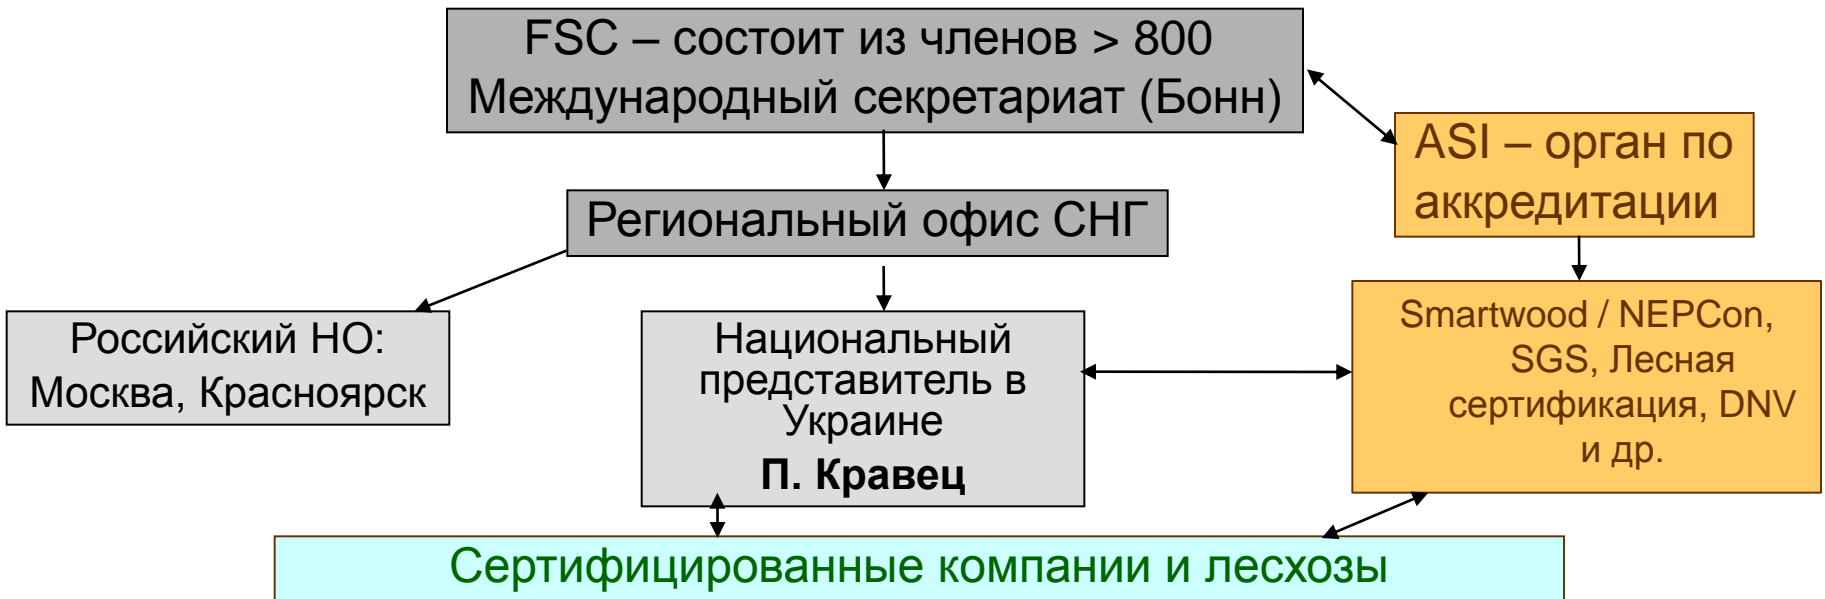 FSC – состоит из членов > 800
Международный секретариат (Бонн)
ASI – орган по
аккредитации
Региональный офис СНГ
Российский НО:
Москва, Красноярск
Национальный
представитель в
Украине
П. Кравец
Smartwood / NEPCon,
SGS, Лесная
сертификация, DNV
и др.
Сертифицированные компании и лесхозы